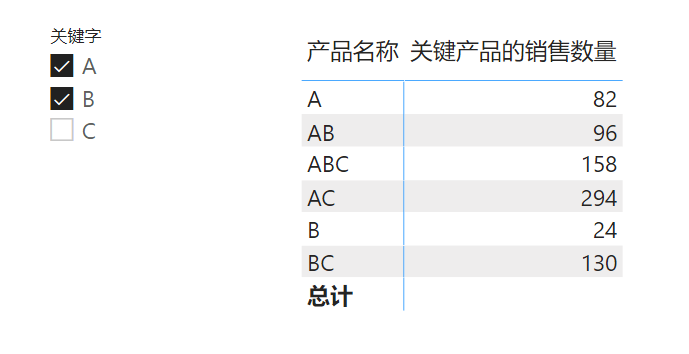 关键字
A
B
C
产品名称 关键产品的销售数量
A 82
AB 96
ABC 158
AC 294
B 24
BC 130
总计